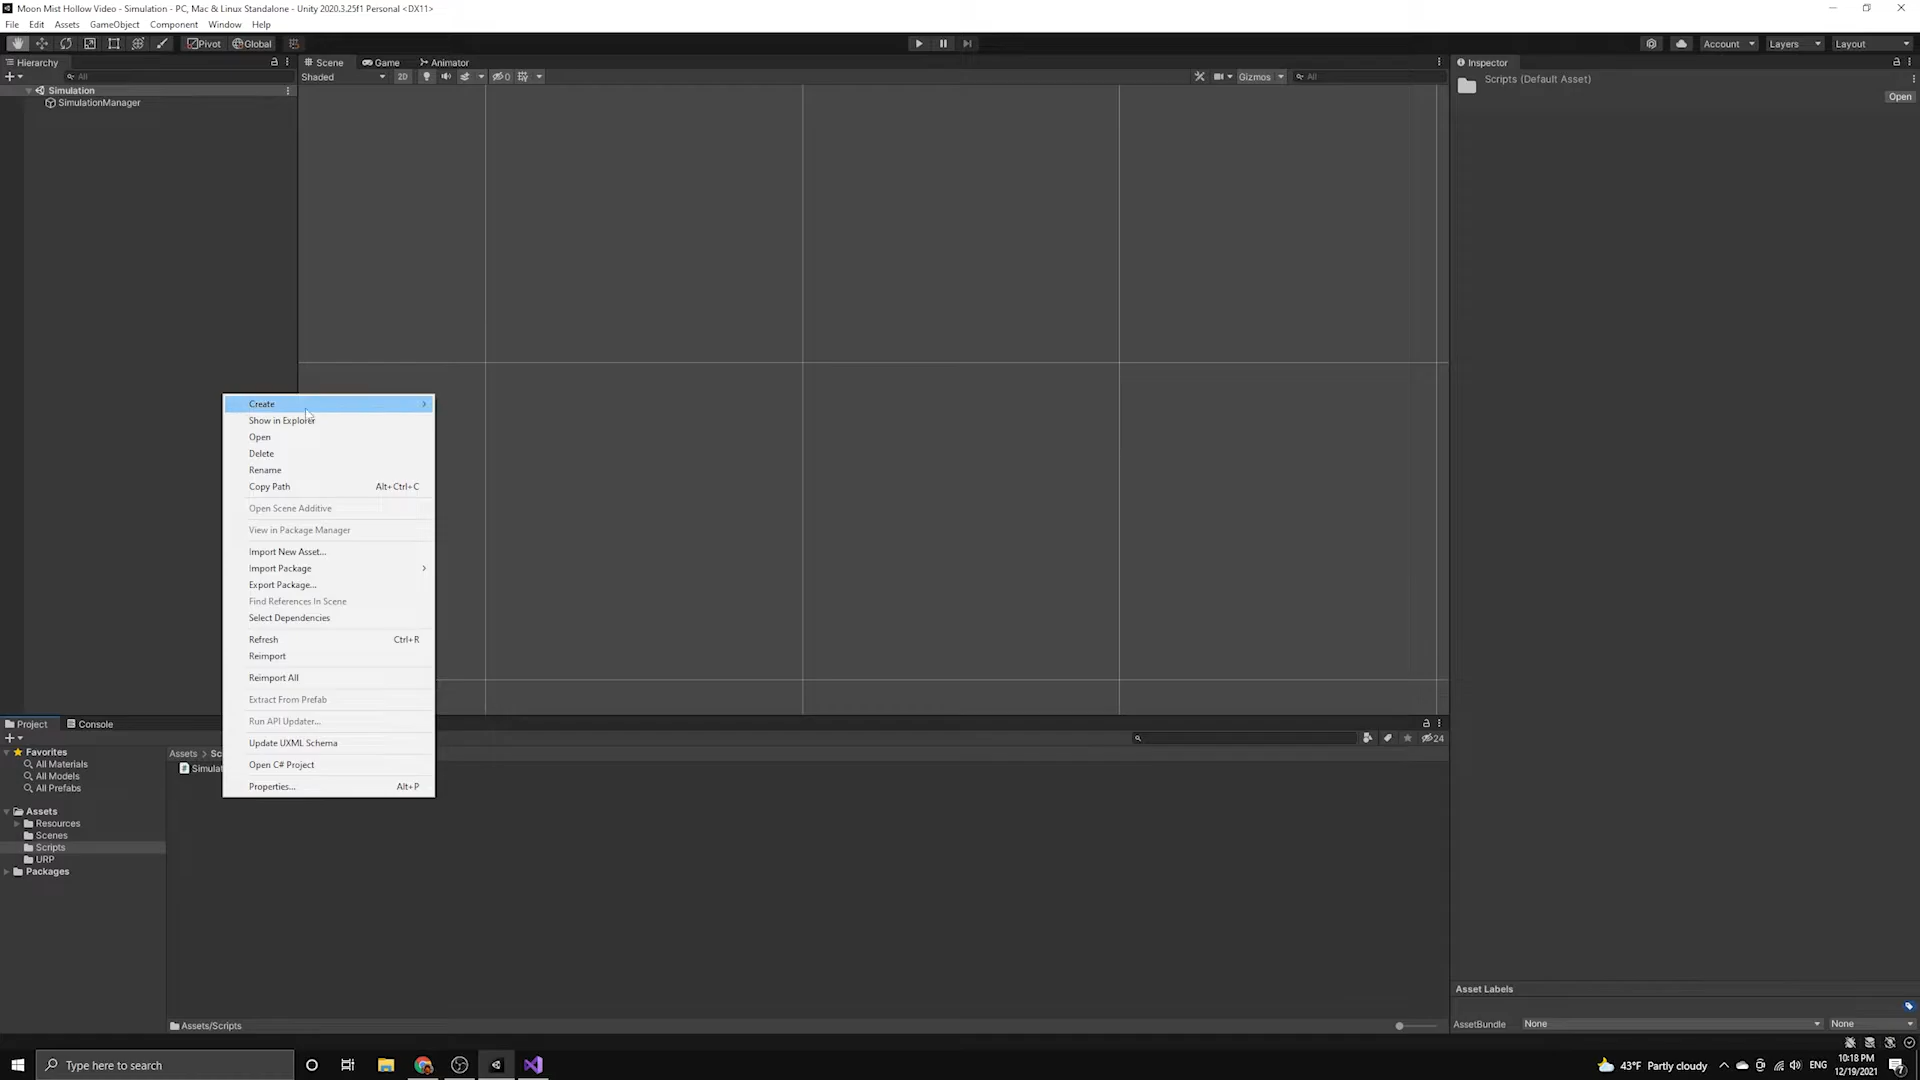 Moon Mist Hollow Video - Simulation - PC, Mac & Linux Standalone - Unity 2020.3.25f1 Personal <DX11>
File Edit Assets GameObject Component Window Help
Pivot Global Account Layers Layout
Hierarchy
All
Simulation
SimulationManager
Scene Game Animator
Shaded 2D 0 Gizmos All
Inspector
Scripts (Default Asset)
Open
Create
Show in Explorer
Open
Delete
Rename
Copy Path Alt+Ctrl+C
Open Scene Additive
View in Package Manager
Import New Asset...
Import Package
Export Package...
Find References In Scene
Select Dependencies
Refresh Ctrl+R
Reimport
Reimport All
Extract From Prefab
Run API Updater...
Update UXML Schema
Open C# Project
Properties... Alt+P
Project Console
24
Favorites
All Materials
All Models
All Prefabs
Assets
Resources
Scenes
Scripts
URP
Packages
Assets > Sc
Simulat
Assets/Scripts
Asset Labels
AssetBundle None None
Type here to search
43°F Partly cloudy ENG
10:18 PM
12/19/2021
7